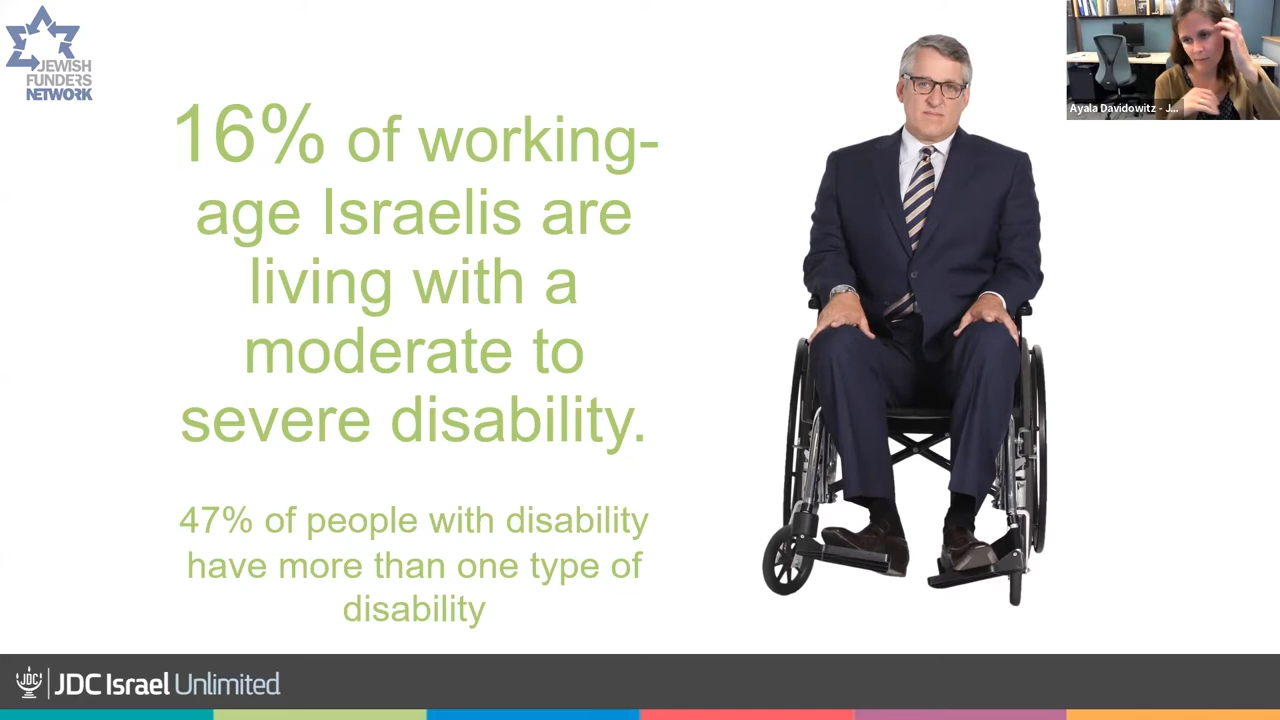 JEWISH
FUNDERS
NETWORK
16% of working-
age Israelis are
living with a
moderate to
severe disability.
47% of people with disability
have more than one type of
disability
Ayala Davidowitz - J...
JDC
JDC Israel Unlimited